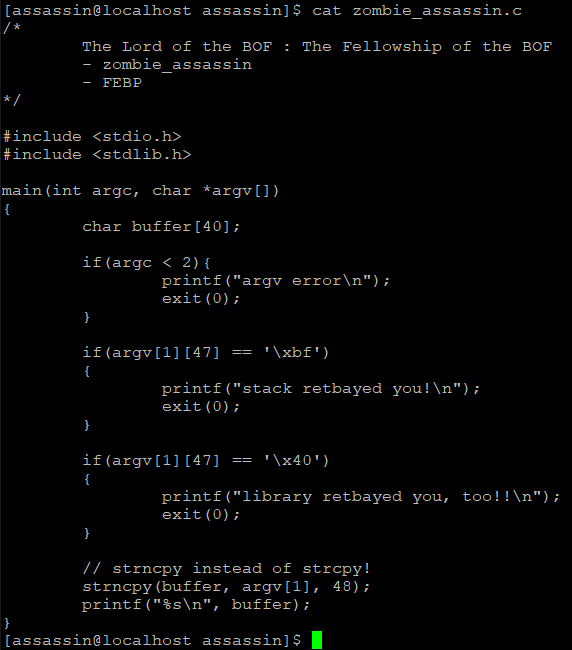 [assassin@localhost assassin]$ cat zombie_assassin.c
/*
        The Lord of the BOF : The Fellowship of the BOF
        - zombie_assassin
        - FEBP
*/

#include <stdio.h>
#include <stdlib.h>

main(int argc, char *argv[])
{
        char buffer[40];

        if(argc < 2){
                printf("argv error\n");
                exit(0);
        }

        if(argv[1][47] == '\xbf')
        {
                printf("stack retbayed you!\n");
                exit(0);
        }

        if(argv[1][47] == '\x40')
        {
                printf("library retbayed you, too!!\n");
                exit(0);
        }

        // strncpy instead of strcpy!
        strncpy(buffer, argv[1], 48);
        printf("%s\n", buffer);
}
[assassin@localhost assassin]$